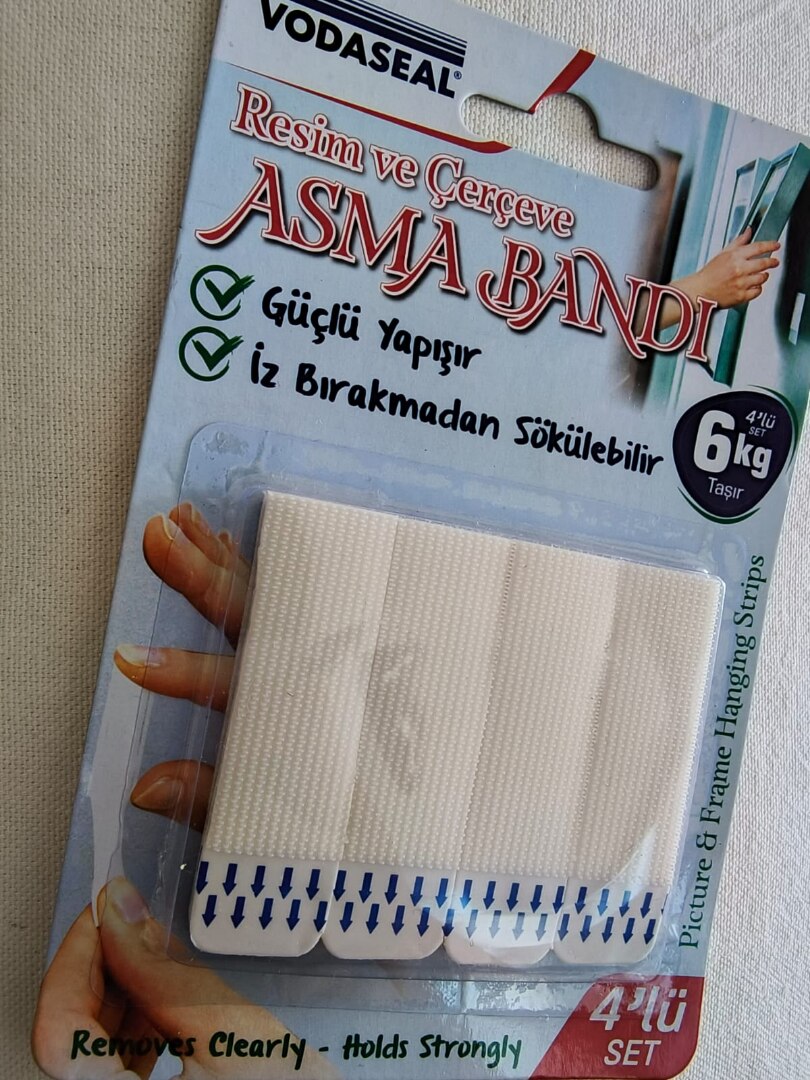 VODASEAL®
Resim ve Çerçeve
ASMA BANDI
Güçlü Yapışır
İz Bırakmadan Sökülebilir
4'lü
SET
6kg
Taşır
Picture & Frame Hanging Strips
4'lü
SET
Removes Clearly - Holds Strongly